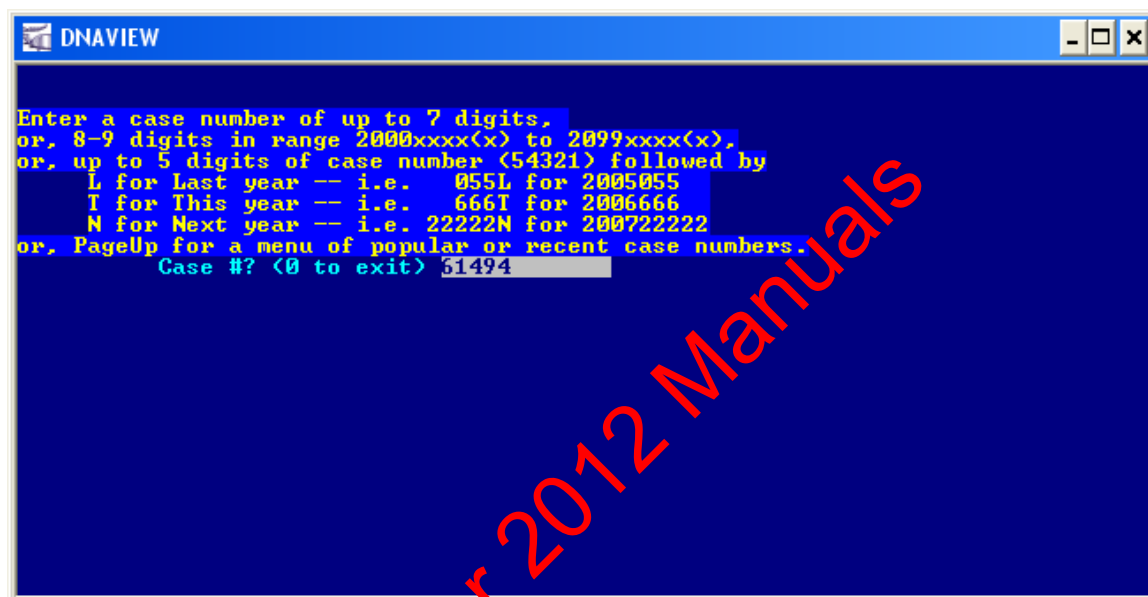 DNAVIEW
Enter a case number of up to 7 digits,
or, 8-9 digits in range 2000xxxx(x) to 2099xxxx(x),
or, up to 5 digits of case number (54321) followed by
L for Last year -- i.e. 055L for 2005055
T for This year -- i.e. 666T for 2006666
N for Next year -- i.e. 22222N for 200722222
or, PageUp for a menu of popular or recent case numbers.
Case #? (0 to exit) 61494
2012 Manuals